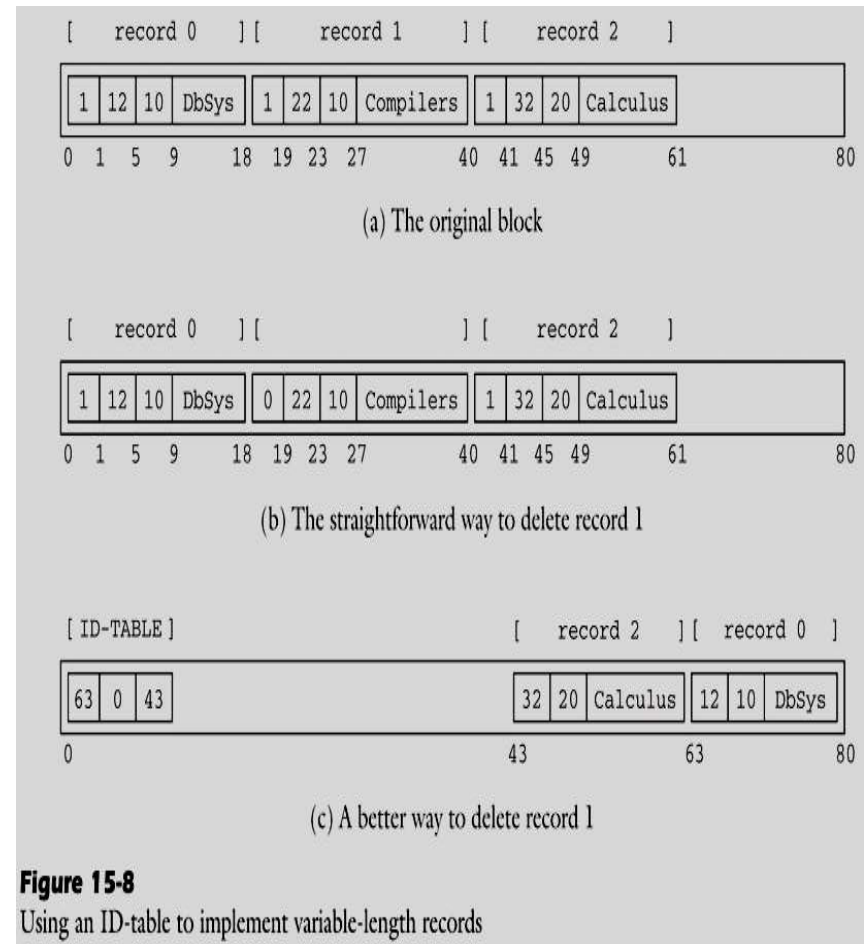 [ record 0 ] [ record 1 ] [ record 2 ]
1 12 10 DbSys 1 22 10 Compilers 1 32 20 Calculus
0 1 5 9 18 19 23 27 40 41 45 49 61 80
(a) The original block
[ record 0 ] [ ] [ record 2 ]
1 12 10 DbSys 0 22 10 Compilers 1 32 20 Calculus
0 1 5 9 18 19 23 27 40 41 45 49 61 80
(b) The straightforward way to delete record 1
[ ID-TABLE ] [ record 2 ] [ record 0 ]
63 0 43 32 20 Calculus 12 10 DbSys
0 43 63 80
(c) A better way to delete record 1
Figure 15-8
Using an ID-table to implement variable-length records